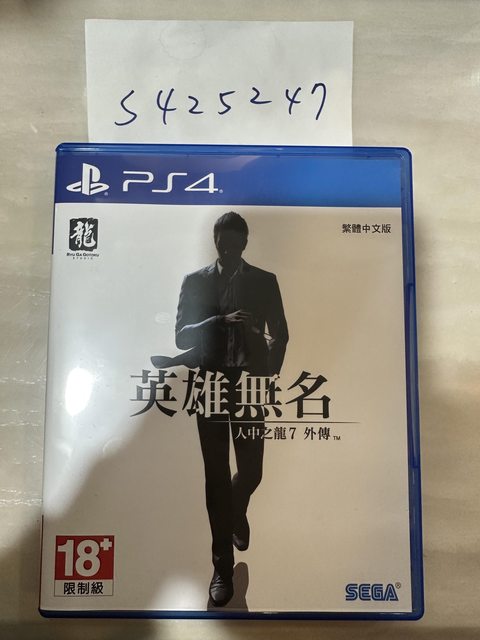 S425247
PS4
龍
RYU GA GOTOKU
STUDIO
繁體中文版
英雄無名
人中之龍7 外傳™
18+
限制級
SEGA®